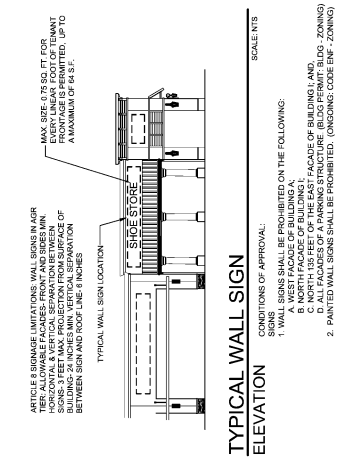 ARTICLE 8 SIGNAGE LIMITATIONS: WALL SIGNS IN AGR
TIER: ALLOWABLE FACADES- FRONT AND SIDES MIN.
HORIZONTAL & VERTICAL SEPARATION BETWEEN
SIGNS- 3 FEET MAX. PROJECTION FROM SURFACE OF
BUILDING- 24 INCHES MIN. VERTICAL SEPARATION
BETWEEN SIGN AND ROOF LINE- 6 INCHES
MAX. SIZE- 0.75 SQ. FT. FOR
EVERY LINEAR FOOT OF TENANT
FRONTAGE IS PERMITTED, UP TO
A MAXIMUM OF 64 S.F.
TYPICAL WALL SIGN LOCATION
SHOE STORE
TYPICAL WALL SIGN
ELEVATION
SCALE: NTS
CONDITIONS OF APPROVAL:
SIGNS
1. WALL SIGNS SHALL BE PROHIBITED ON THE FOLLOWING:
A. WEST FACADE OF BUILDING A;
B. NORTH FACADE OF BUILDING I;
C. NORTH 135 FEET OF THE EAST FACADE OF BUILDING I; AND,
D. ALL FACADES OF A PARKING STRUCTURE. (BLDG PERMIT: BLDG - ZONING)
2. PAINTED WALL SIGNS SHALL BE PROHIBITED. (ONGOING: CODE ENF - ZONING)